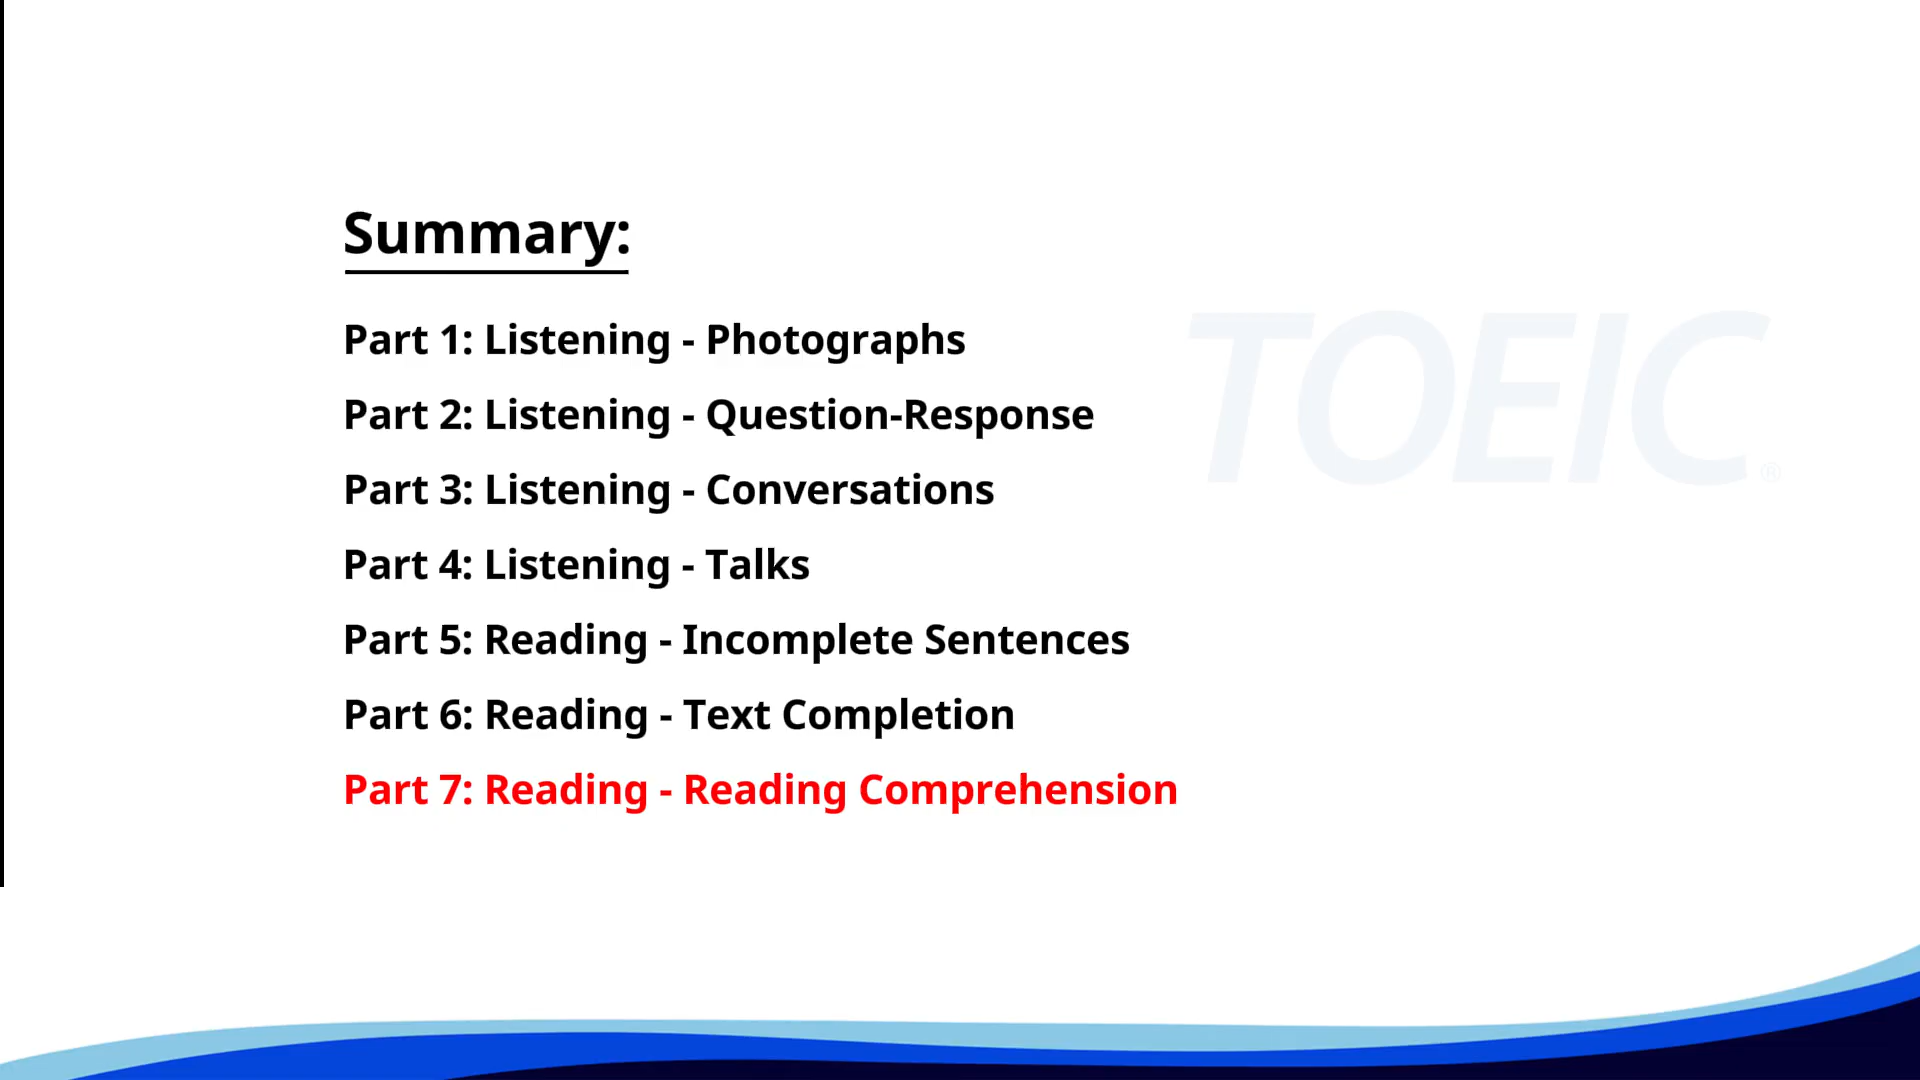 Summary:
Part 1: Listening - Photographs
Part 2: Listening - Question-Response
TOEIC®
Part 3: Listening - Conversations
Part 4: Listening - Talks
Part 5: Reading - Incomplete Sentences
Part 6: Reading - Text Completion
Part 7: Reading - Reading Comprehension